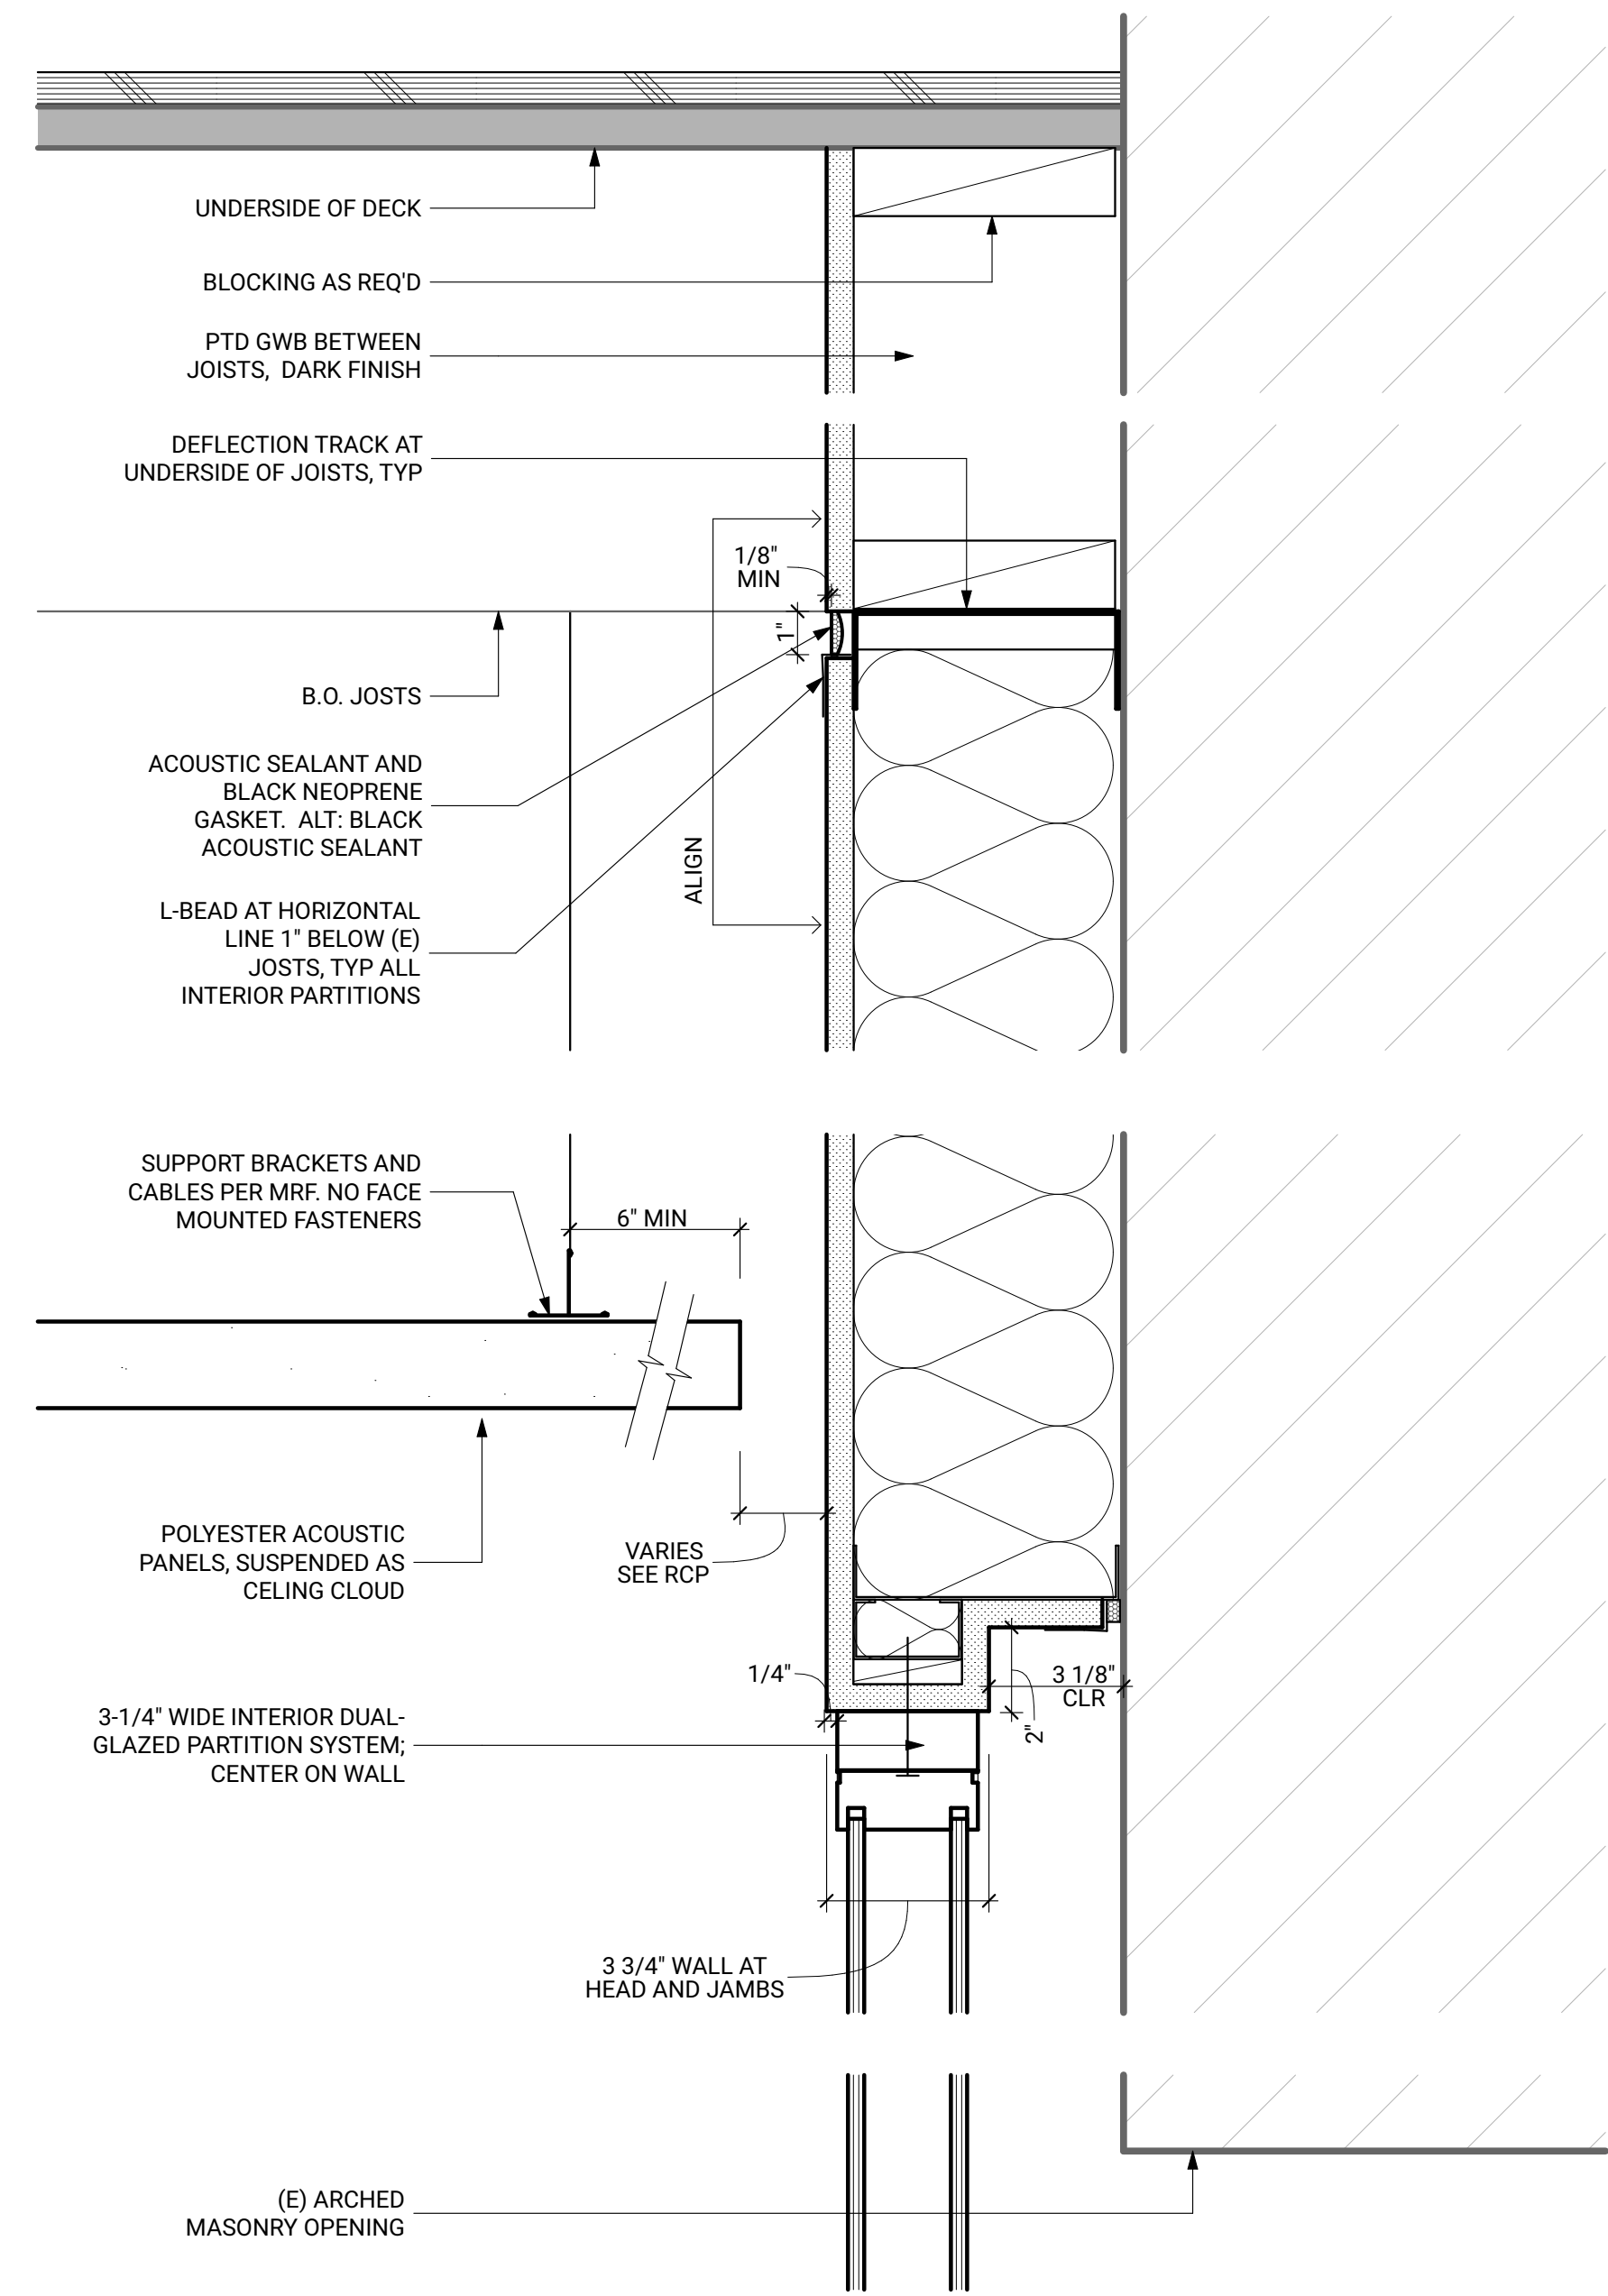 UNDERSIDE OF DECK
BLOCKING AS REQ'D
PTD GWB BETWEEN
JOISTS,  DARK FINISH
DEFLECTION TRACK AT
UNDERSIDE OF JOISTS, TYP
1/8"
MIN
1"
B.O. JOSTS
ACOUSTIC SEALANT AND
BLACK NEOPRENE
GASKET.  ALT: BLACK
ACOUSTIC SEALANT
ALIGN
L-BEAD AT HORIZONTAL
LINE 1" BELOW (E)
JOSTS, TYP ALL
INTERIOR PARTITIONS
SUPPORT BRACKETS AND
CABLES PER MRF. NO FACE
MOUNTED FASTENERS
6" MIN
POLYESTER ACOUSTIC
PANELS, SUSPENDED AS
CELING CLOUD
VARIES
SEE RCP
1/4"
3 1/8"
CLR
2"
3-1/4" WIDE INTERIOR DUAL-
GLAZED PARTITION SYSTEM;
CENTER ON WALL
3 3/4" WALL AT
HEAD AND JAMBS
(E) ARCHED
MASONRY OPENING